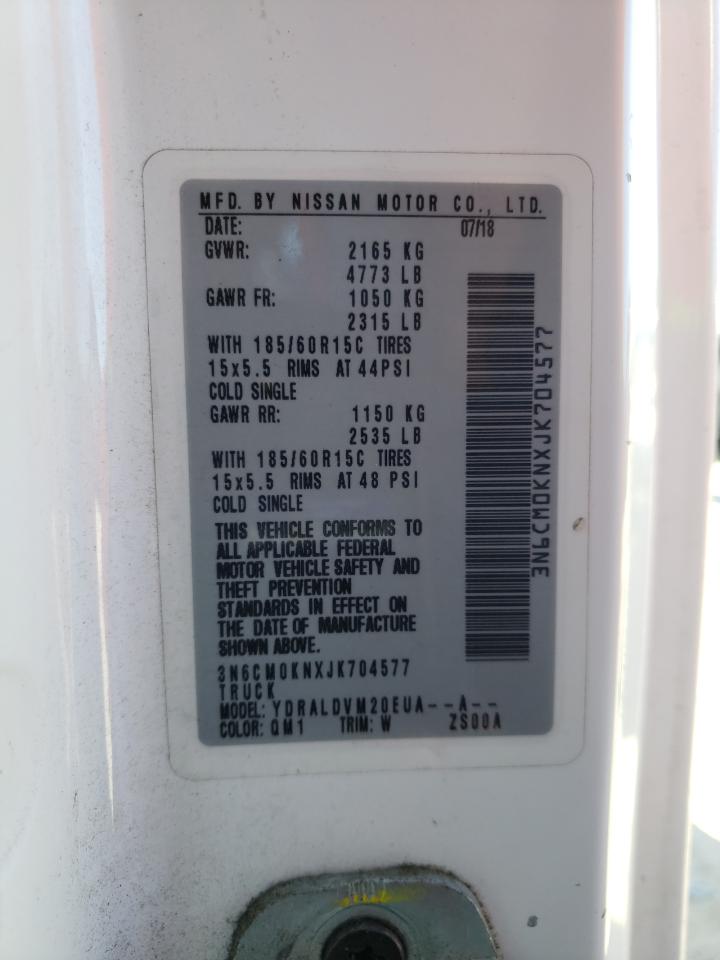 MFD. BY NISSAN MOTOR CO., LTD.
DATE: 07/18
GVWR: 2165 KG
4773 LB
GAWR FR: 1050 KG
2315 LB
WITH 185/60R15C TIRES
15x5.5 RIMS AT 44PSI
COLD SINGLE
GAWR RR: 1150 KG
2535 LB
WITH 185/60R15C TIRES
15x5.5 RIMS AT 48 PSI
COLD SINGLE
THIS VEHICLE CONFORMS TO
ALL APPLICABLE FEDERAL
MOTOR VEHICLE SAFETY AND
THEFT PREVENTION
STANDARDS IN EFFECT ON
THE DATE OF MANUFACTURE
SHOWN ABOVE.
3N6CM0KNXJK704577
TRUCK
MODEL: YDRALDVM20EUA--A--
COLOR: QM1 TRIM: W ZS00A
3N6CM0KNXJK704577